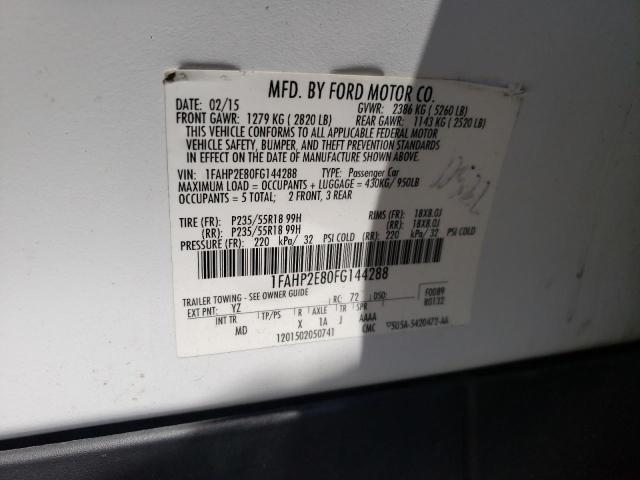 MFD. BY FORD MOTOR CO.
DATE: 02/15 GVWR: 2386 KG ( 5260 LB)
FRONT GAWR: 1279 KG ( 2820 LB) REAR GAWR: 1143 KG ( 2520 LB)
THIS VEHICLE CONFORMS TO ALL APPLICABLE FEDERAL MOTOR
VEHICLE SAFETY, BUMPER, AND THEFT PREVENTION STANDARDS
IN EFFECT ON THE DATE OF MANUFACTURE SHOWN ABOVE.
VIN: 1FAHP2E80FG144288 TYPE: Passenger Car
MAXIMUM LOAD = OCCUPANTS + LUGGAGE = 430KG/ 950LB
OCCUPANTS = 5 TOTAL; 2 FRONT, 3 REAR
TIRE (FR): P235/55R18 99H RIMS (FR): 18X8.0J
(RR): P235/55R18 99H (RR): 18X8.0J
PRESSURE (FR): 220 kPa/ 32 PSI COLD (RR): 220 kPa/ 32 PSI COLD
1FAHP2E80FG144288
TRAILER TOWING - SEE OWNER GUIDE RC: 72 DSO: F0089
EXT PNT: YZ R0132
INT TR TP/PS R AXLE TR SPR
MD X 1A J AAAA
1201502050741 CMC 5U5A-5420472-AA